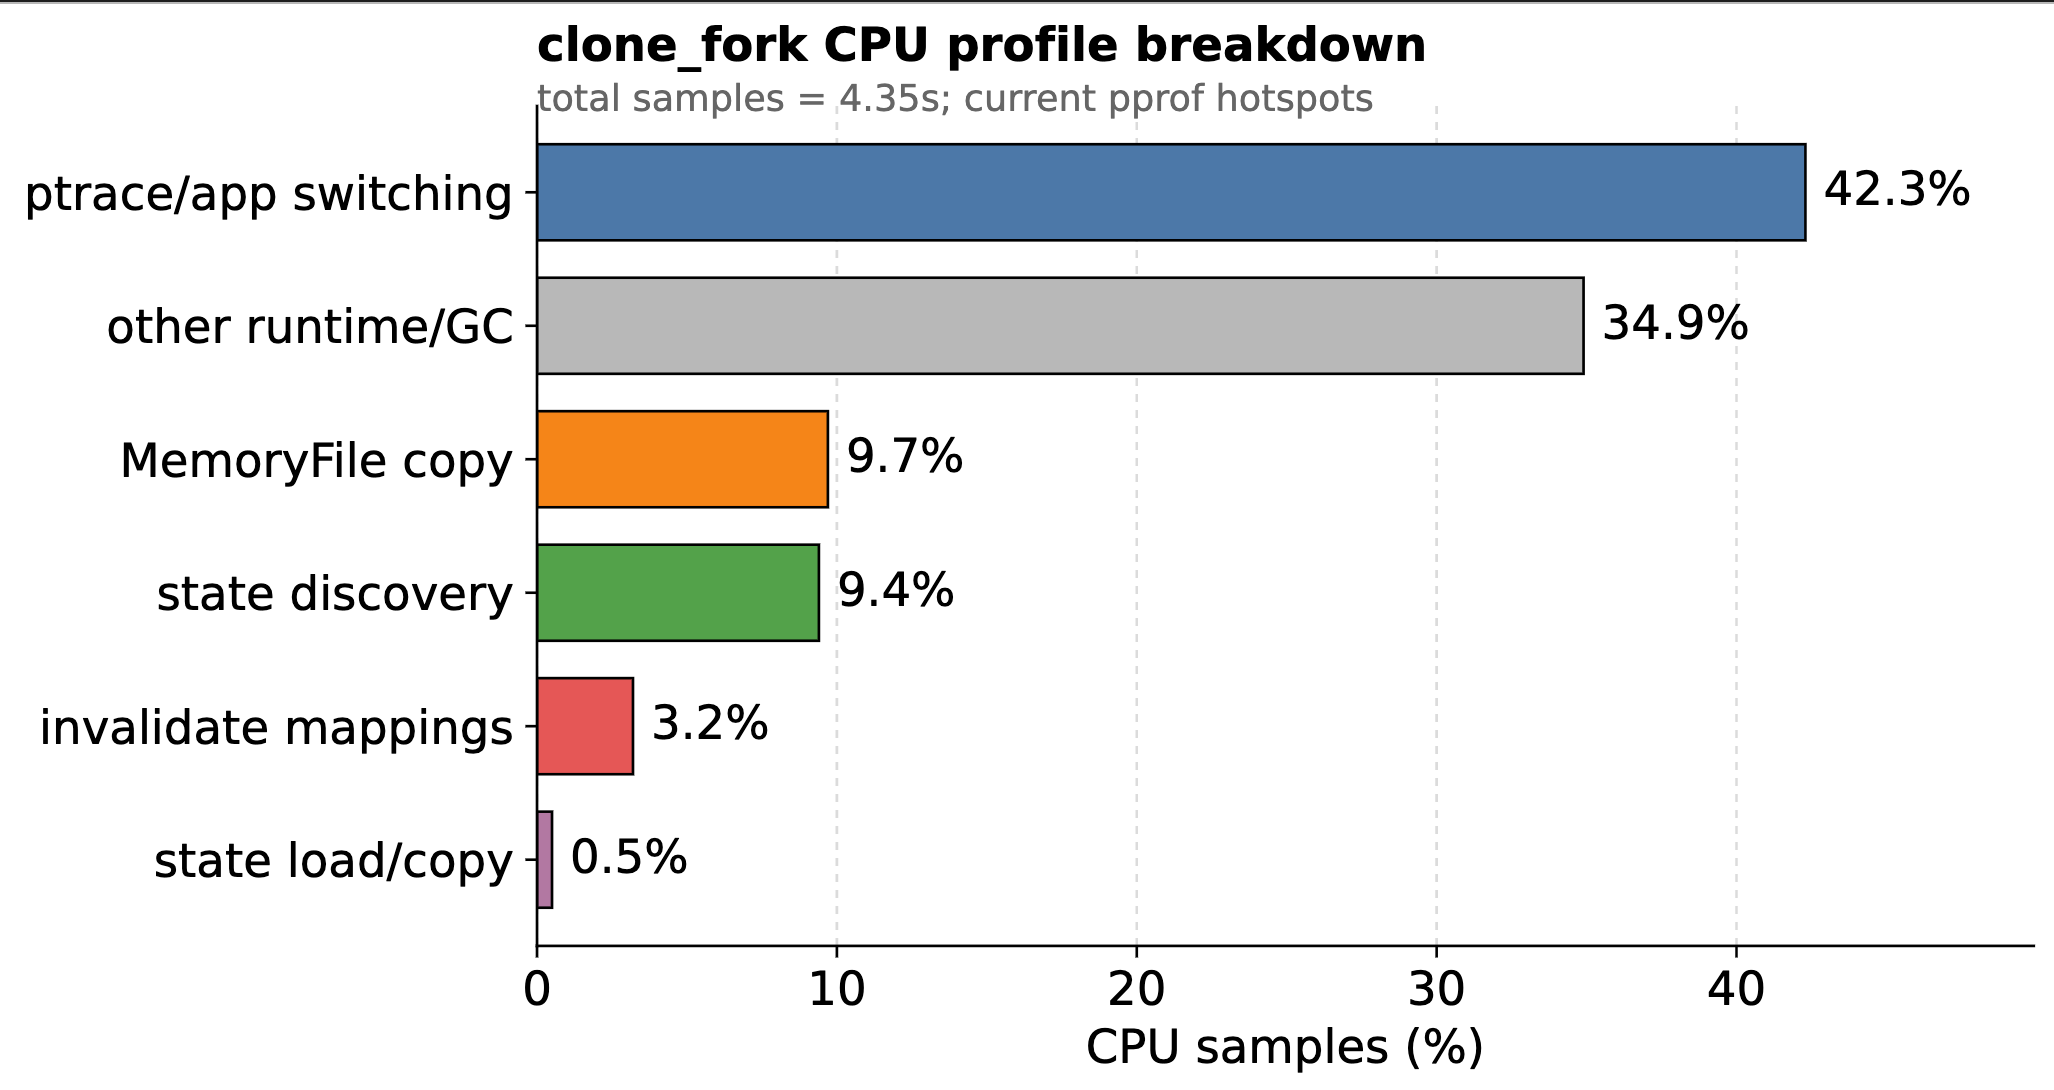 clone_fork CPU profile breakdown
total samples = 4.35s; current pprof hotspots
ptrace/app switching 42.3%
other runtime/GC 34.9%
MemoryFile copy 9.7%
state discovery 9.4%
invalidate mappings 3.2%
state load/copy 0.5%
0 10 20 30 40
CPU samples (%)